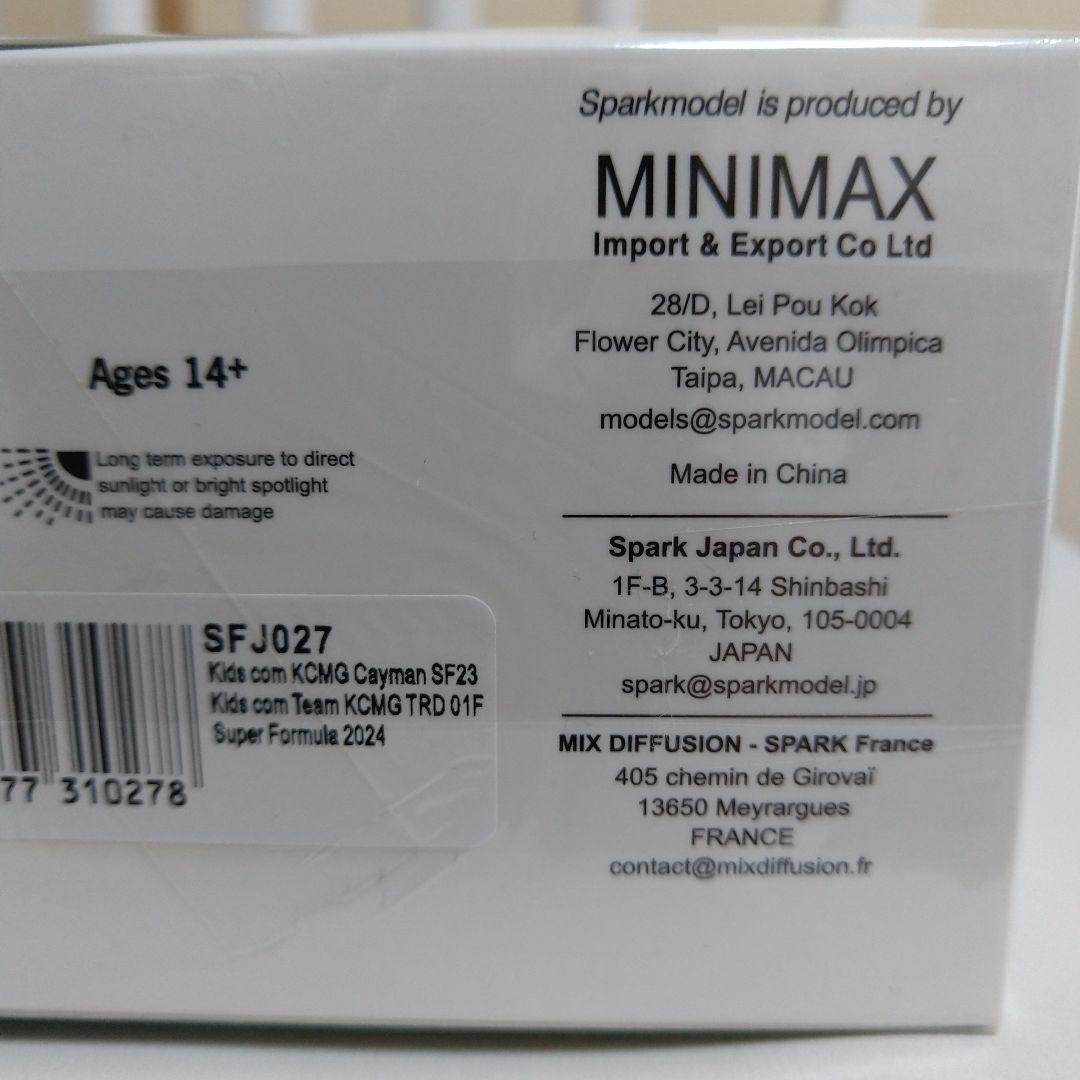 Sparkmodel is produced by
MINIMAX
Import & Export Co Ltd
28/D, Lei Pou Kok
Flower City, Avenida Olimpica
Taipa, MACAU
models@sparkmodel.com
Made in China
Spark Japan Co., Ltd.
1F-B, 3-3-14 Shinbashi
Minato-ku, Tokyo, 105-0004
JAPAN
spark@sparkmodel.jp
MIX DIFFUSION - SPARK France
405 chemin de Girovaï
13650 Meyrargues
FRANCE
contact@mixdiffusion.fr
Ages 14+
Long term exposure to direct
sunlight or bright spotlight
may cause damage
SFJ027
Kids com KCMG Cayman SF23
Kids com Team KCMG TRD 01F
Super Formula 2024
77 310278